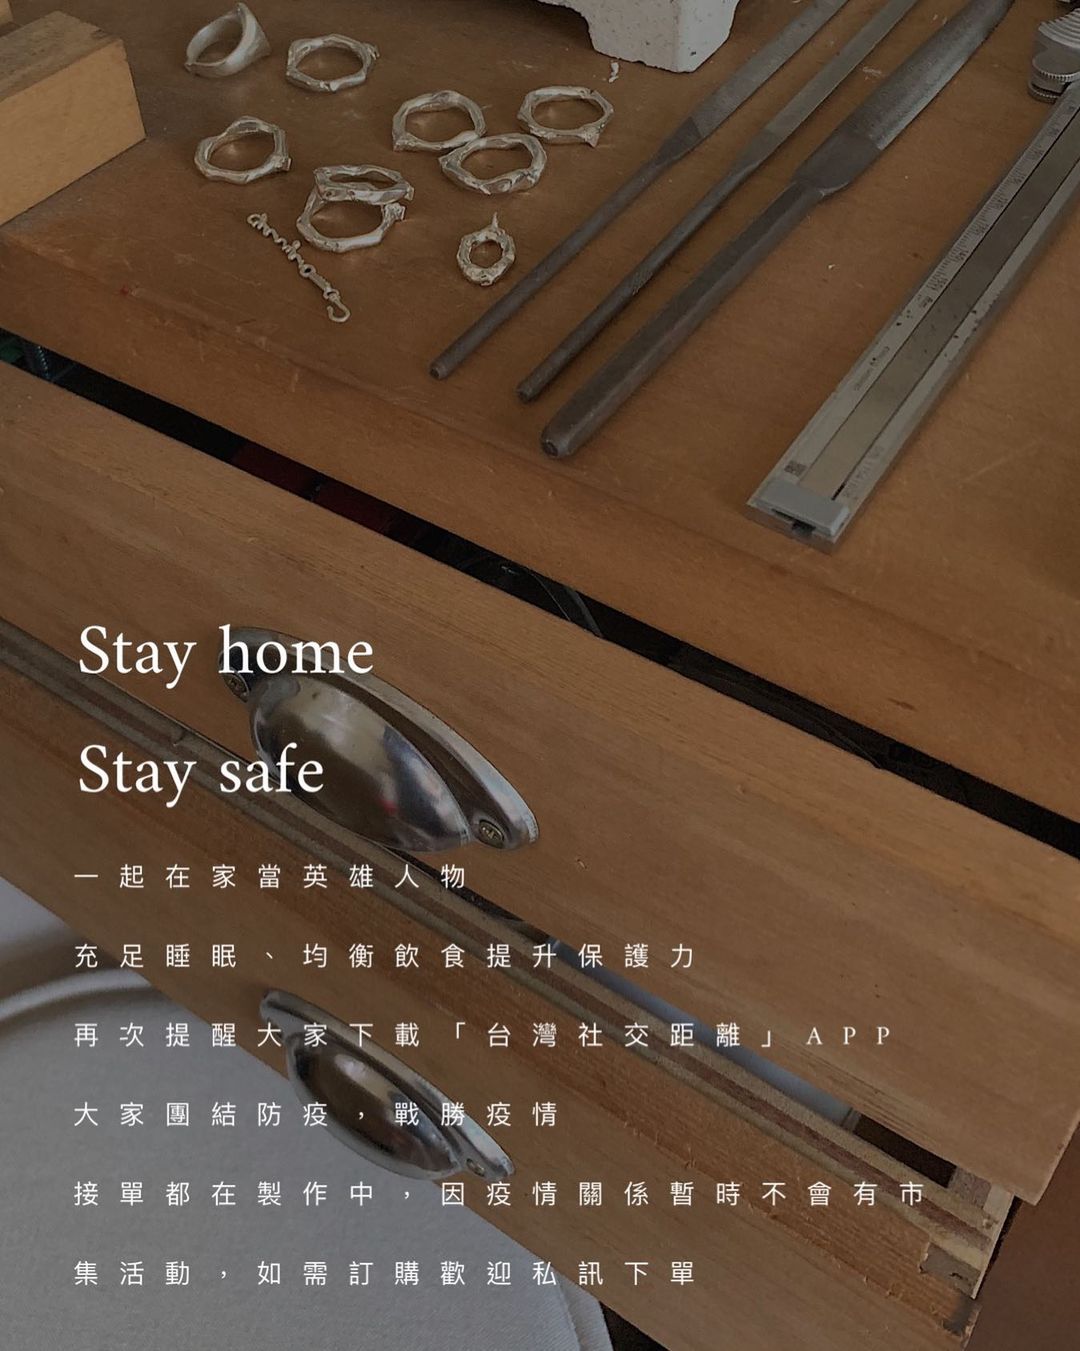 Stay home
Stay safe
一起在家當英雄人物
充足睡眠、均衡飲食提升保護力
再次提醒大家下載「台灣社交距離」APP
大家團結防疫，戰勝疫情
接單都在製作中，因疫情關係暫時不會有市
集活動，如需訂購歡迎私訊下單